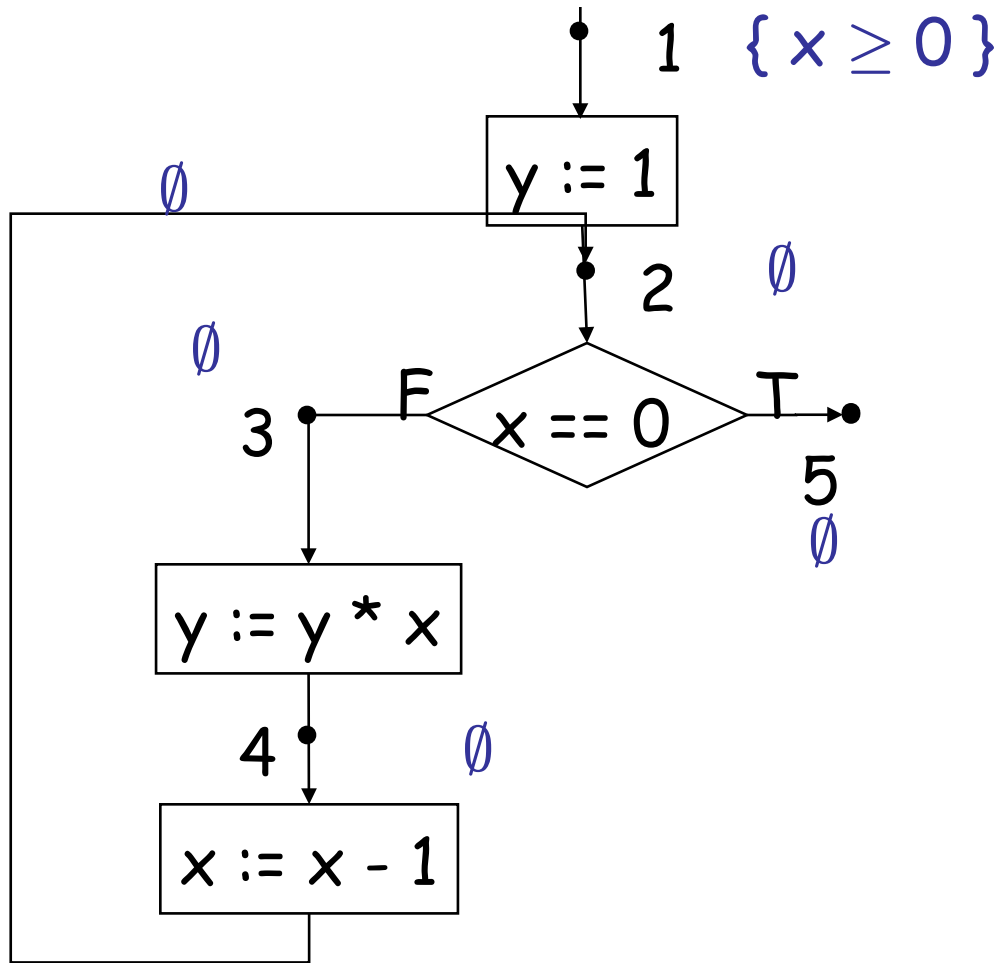 1 { x ≥ 0 }
y := 1
∅
2 ∅
∅
F T
3 x == 0
5
∅
y := y * x
4 ∅
x := x - 1